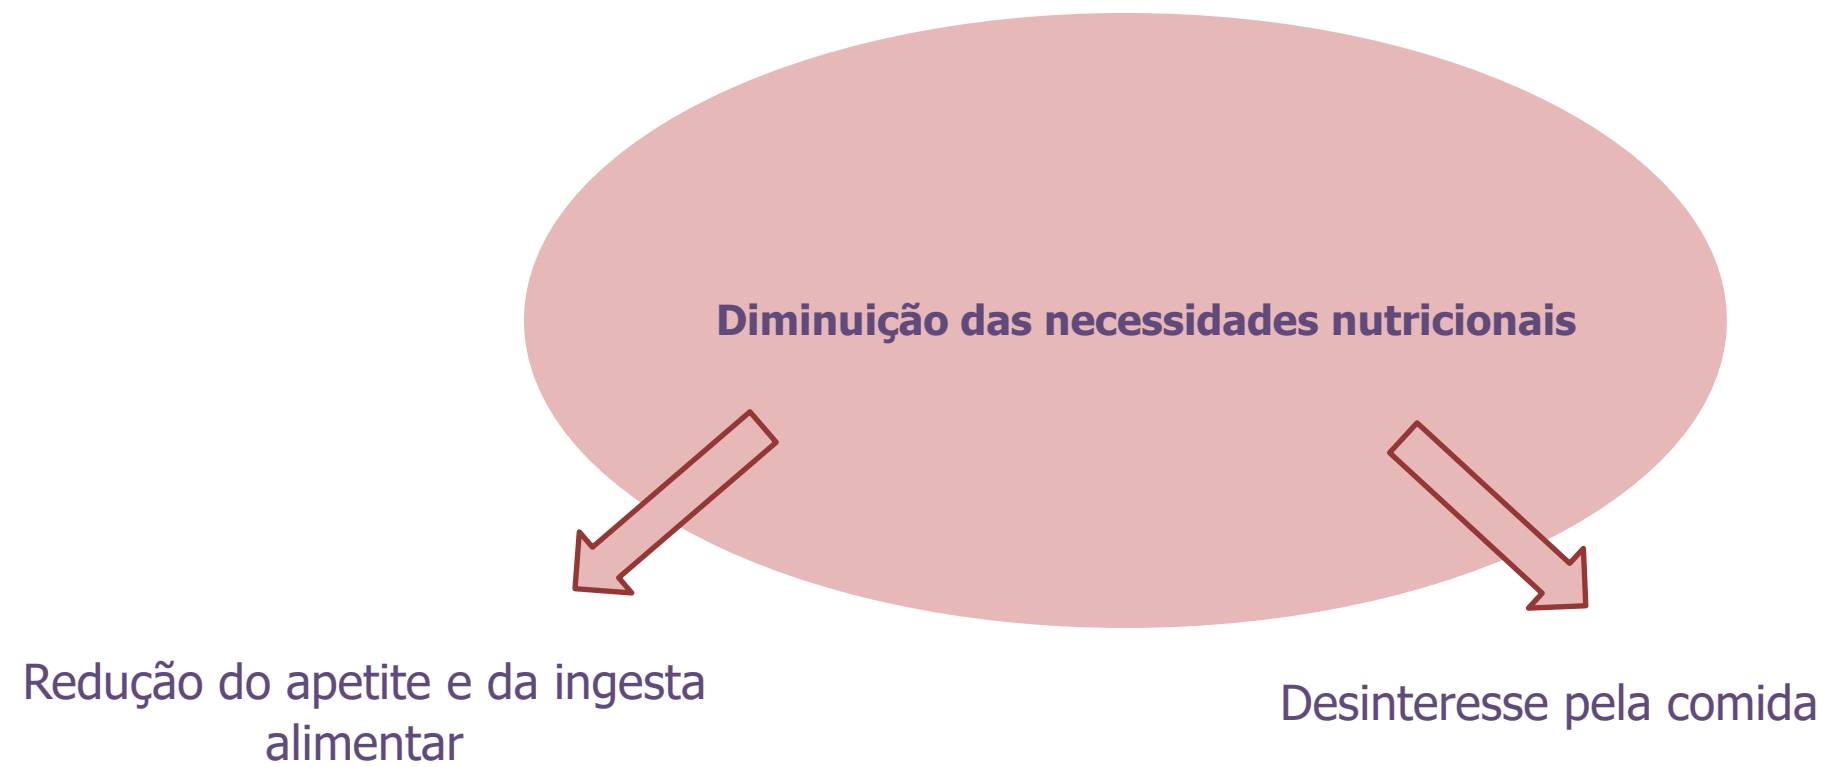 Diminuição das necessidades nutricionais
Redução do apetite e da ingesta
alimentar
Desinteresse pela comida